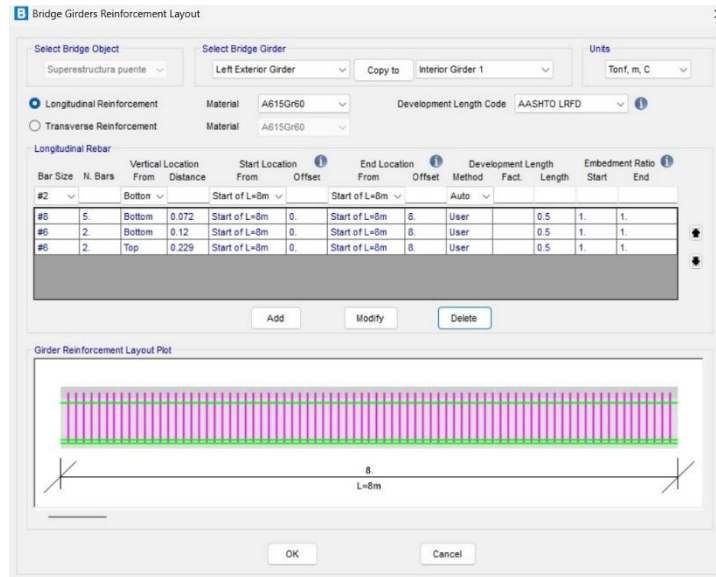 B Bridge Girders Reinforcement Layout
Select Bridge Object Select Bridge Girder Units
Superestructura puente Left Exterior Girder Copy to Interior Girder 1 Tonf, m, C
Longitudinal Reinforcement Material A615Gr60 Development Length Code AASHTO LRFD
Transverse Reinforcement Material A615Gr60
Longitudinal Rebar
Vertical Location Start Location End Location Development Length Embedment Ratio
Bar Size N. Bars From Distance From Offset From Offset Method Fact. Length Start End
#2 Bottom Start of L=8m Start of L=8m Auto
#8 5. Bottom 0.072 Start of L=8m 0. Start of L=8m 8. User 0.5 1. 1.
#6 2. Bottom 0.12 Start of L=8m 0. Start of L=8m 8. User 0.5 1. 1.
#6 2. Top 0.229 Start of L=8m 0. Start of L=8m 8. User 0.5 1. 1.
Add Modify Delete
Girder Reinforcement Layout Plot
8.
L=8m
OK Cancel